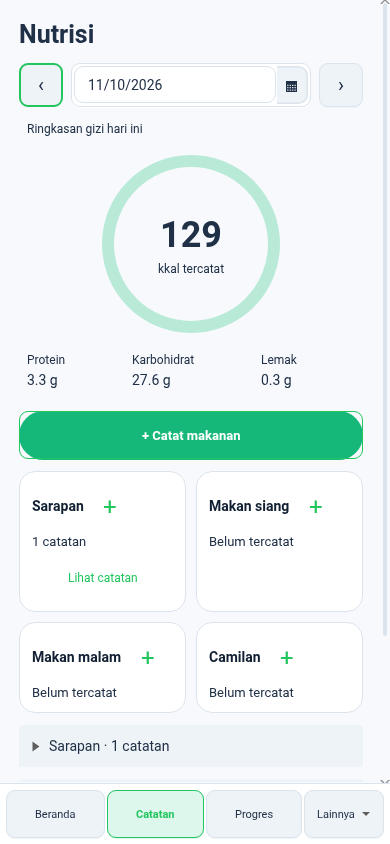 Nutrisi
‹ 11/10/2026 ›
Ringkasan gizi hari ini
129
kkal tercatat
Protein Karbohidrat Lemak
3.3 g 27.6 g 0.3 g
+ Catat makanan
Sarapan + Makan siang +
1 catatan Belum tercatat
Lihat catatan
Makan malam + Camilan +
Belum tercatat Belum tercatat
Sarapan · 1 catatan
Beranda Catatan Progres Lainnya